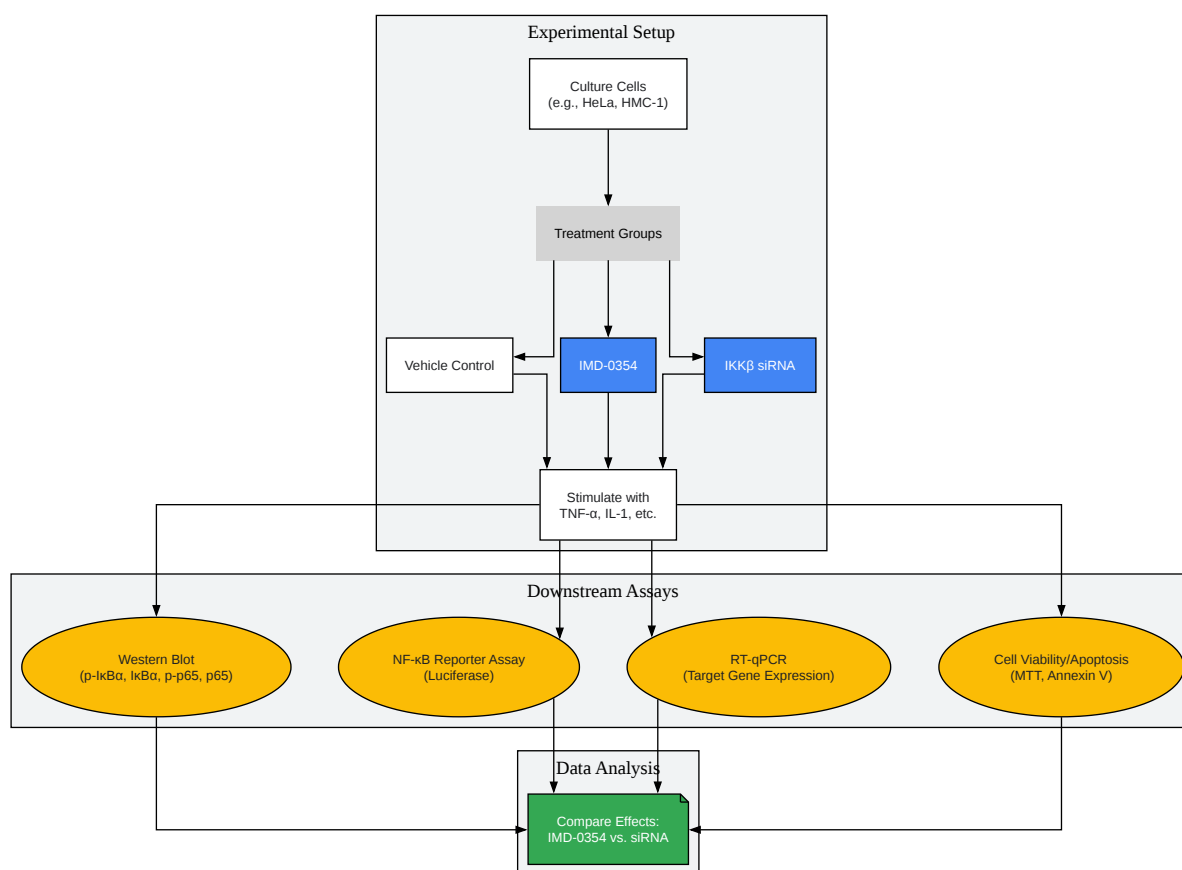 Experimental Setup
Culture Cells
(e.g., HeLa, HMC-1)
Treatment Groups
Vehicle Control
IMD-0354
IKKβ siRNA
Stimulate with
TNF-α, IL-1, etc.
Downstream Assays
Western Blot
(p-IκBα, IκBα, p-p65, p65)
NF-κB Reporter Assay
(Luciferase)
RT-qPCR
(Target Gene Expression)
Cell Viability/Apoptosis
(MTT, Annexin V)
Data Analysis
Compare Effects:
IMD-0354 vs. siRNA